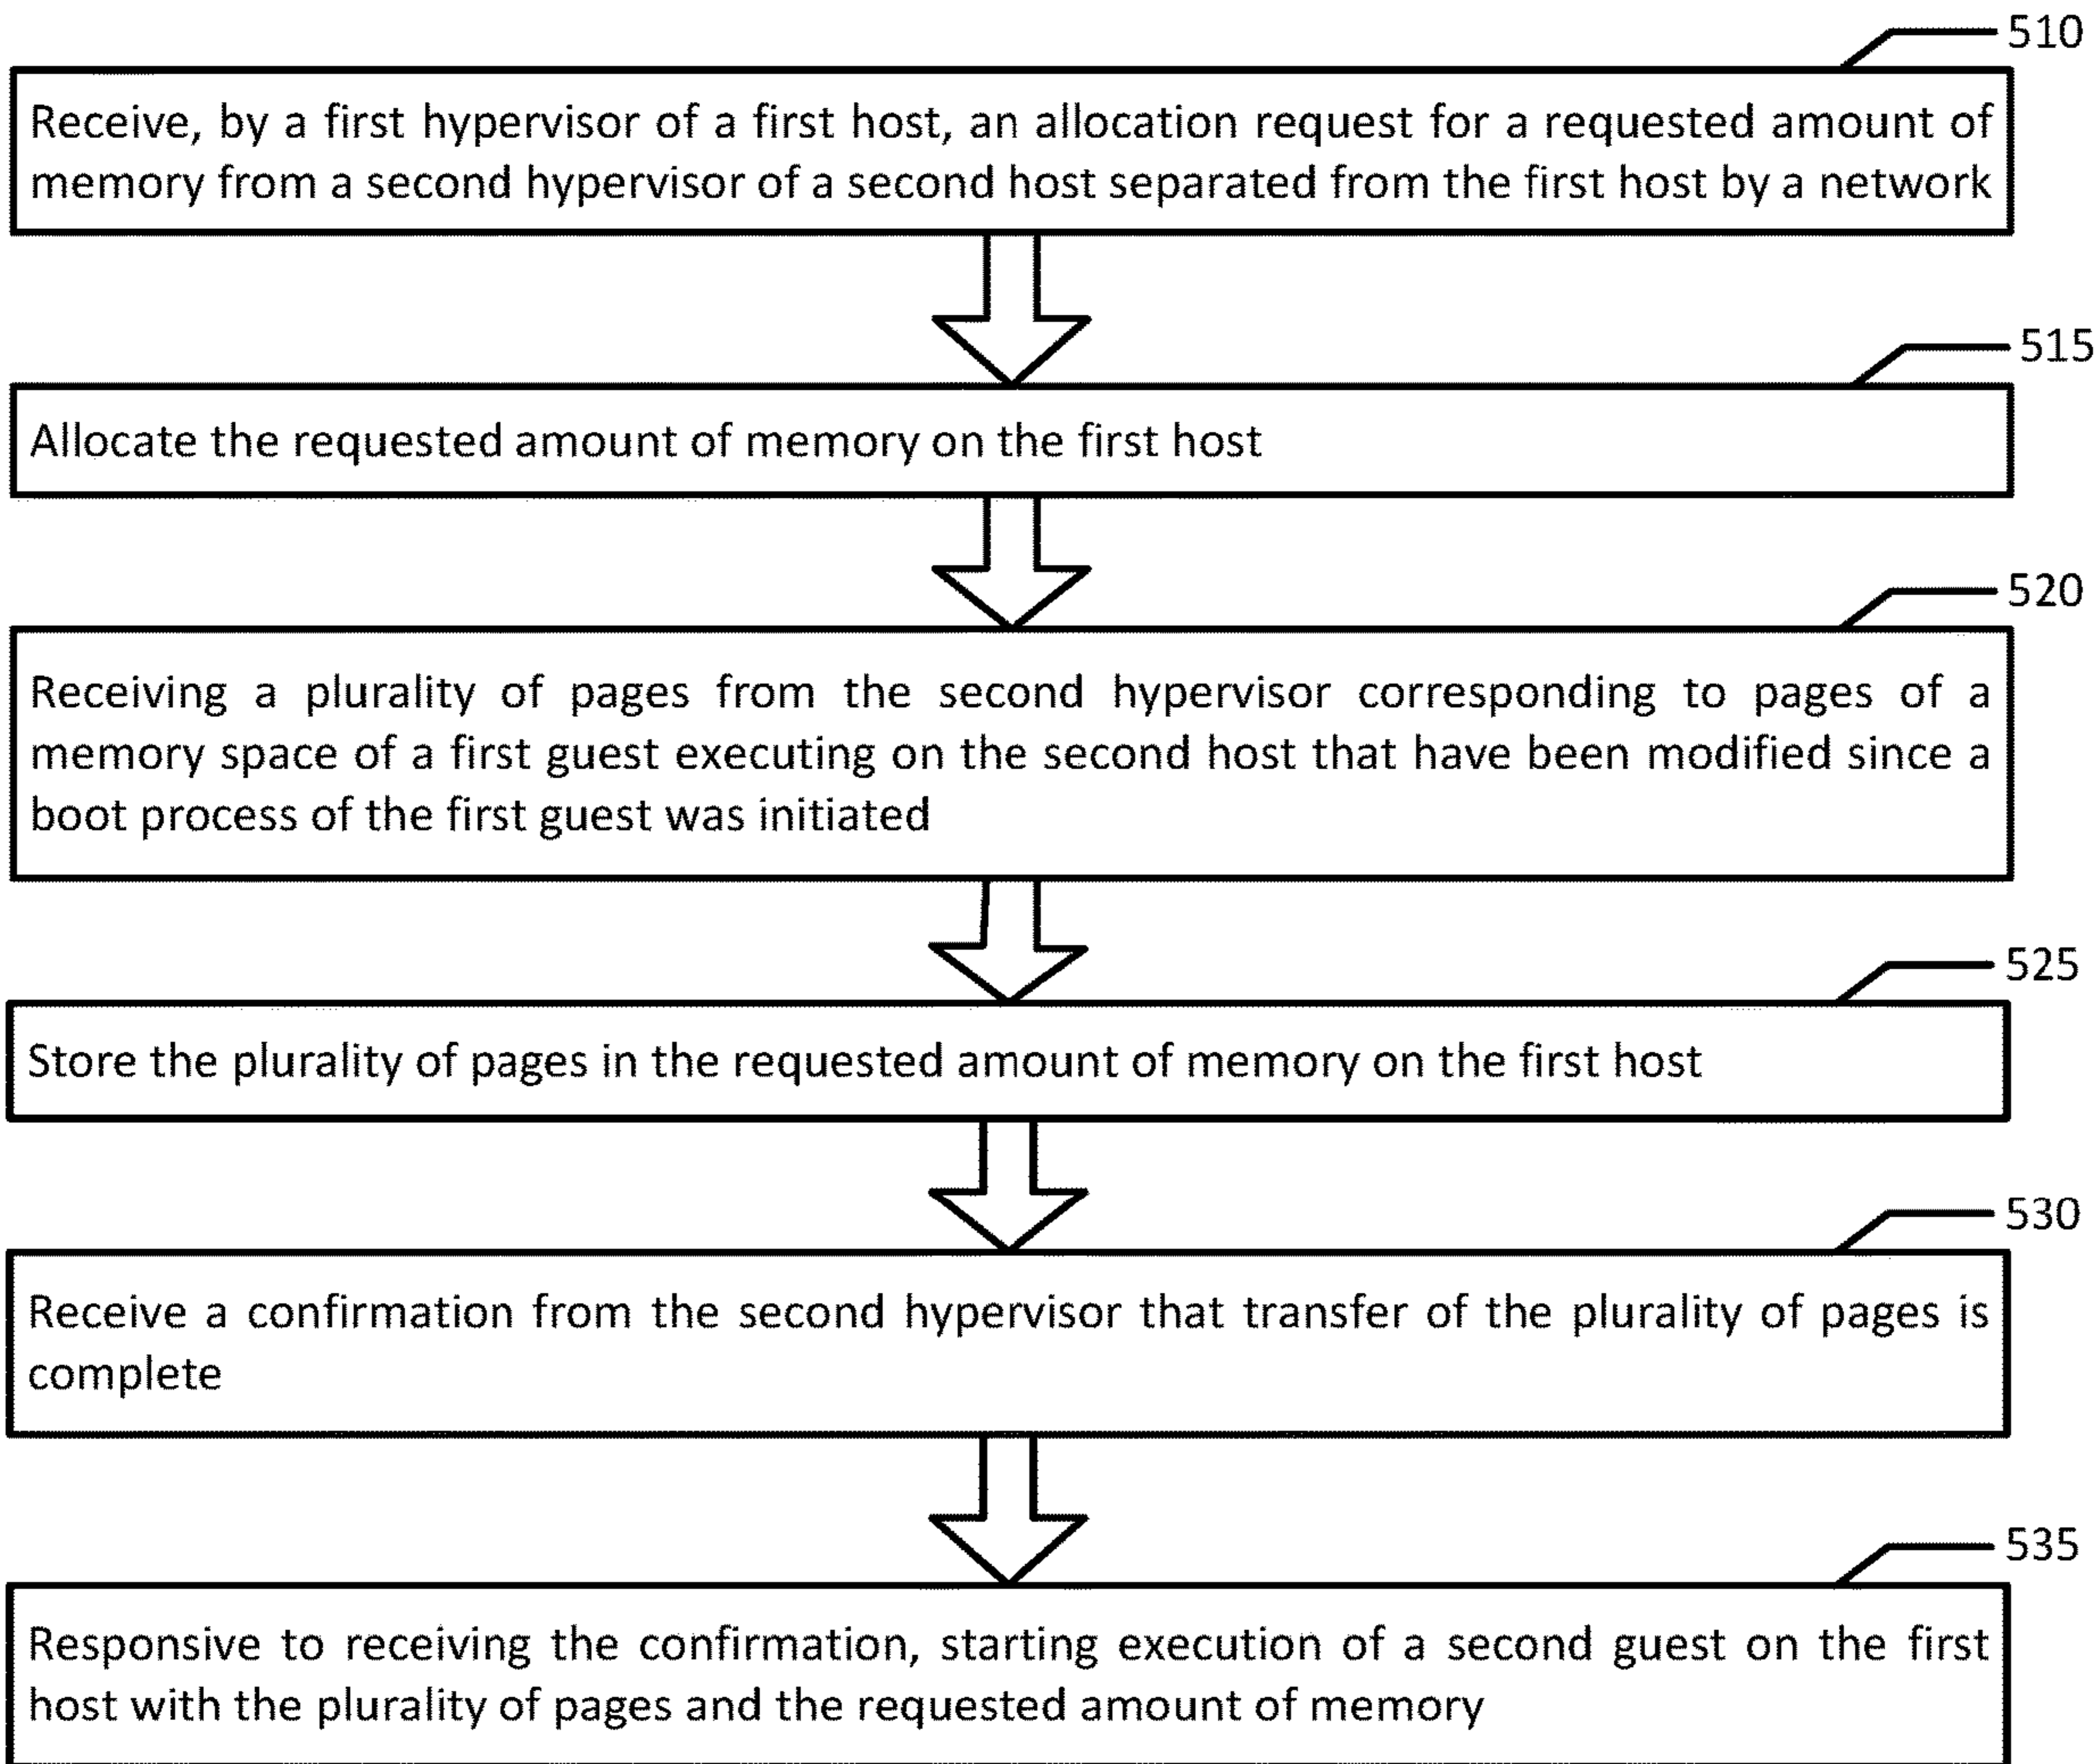 510
Receive, by a first hypervisor of a first host, an allocation request for a requested amount of
memory from a second hypervisor of a second host separated from the first host by a network
515
Allocate the requested amount of memory on the first host
520
Receiving a plurality of pages from the second hypervisor corresponding to pages of a
memory space of a first guest executing on the second host that have been modified since a
boot process of the first guest was initiated
525
Store the plurality of pages in the requested amount of memory on the first host
530
Receive a confirmation from the second hypervisor that transfer of the plurality of pages is
complete
535
Responsive to receiving the confirmation, starting execution of a second guest on the first
host with the plurality of pages and the requested amount of memory